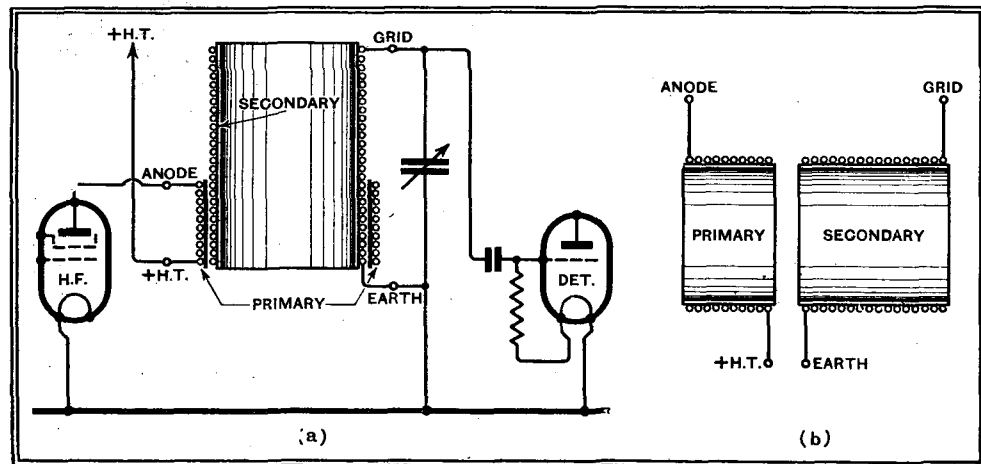 +H.T.
GRID
SECONDARY
ANODE
+H.T.
PRIMARY
EARTH
H.F.
DET.
(a)
ANODE
GRID
PRIMARY
SECONDARY
+H.T.
EARTH
(b)